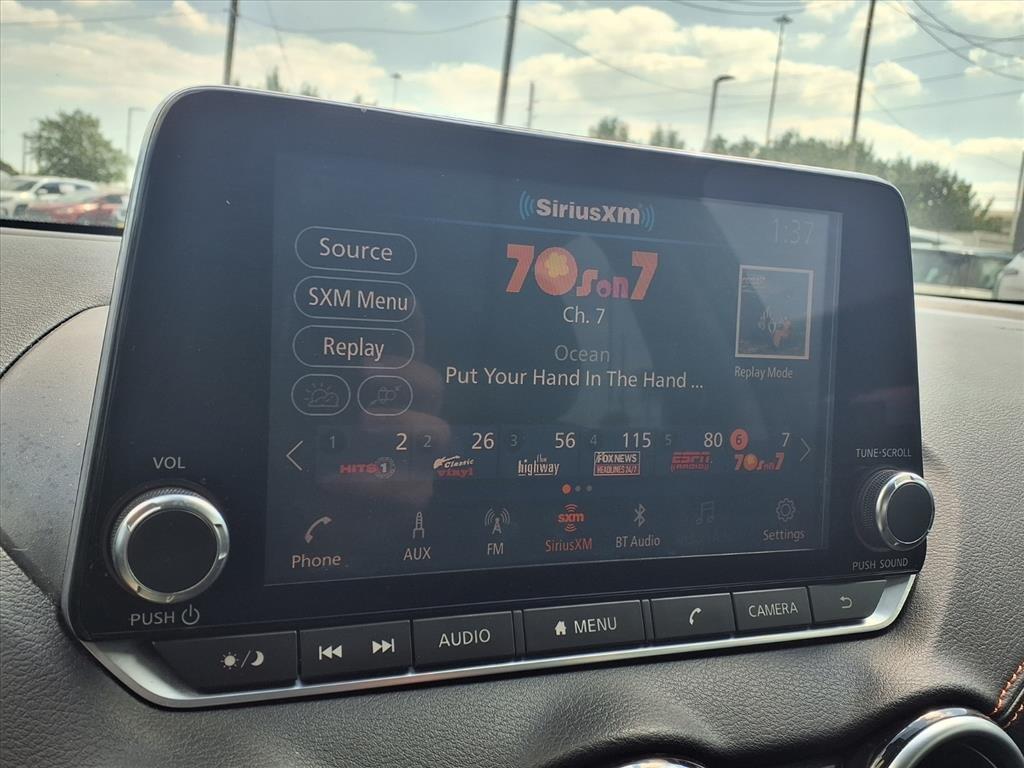 SiriusXM
1:37
Source
SXM Menu
Replay
70s on 7
Ch. 7
Ocean
Put Your Hand In The Hand ...
Replay Mode
1 2
2 26
3 56
4 115
5 80
6 7
HITS 1
Classic vinyl
the highway
FOX NEWS
HEADLINES 24/7
ESPN
RADIO
70s on 7
Phone
AUX
FM
sxm
SiriusXM
BT Audio
Settings
VOL
PUSH
TUNE·SCROLL
PUSH SOUND
AUDIO
MENU
CAMERA